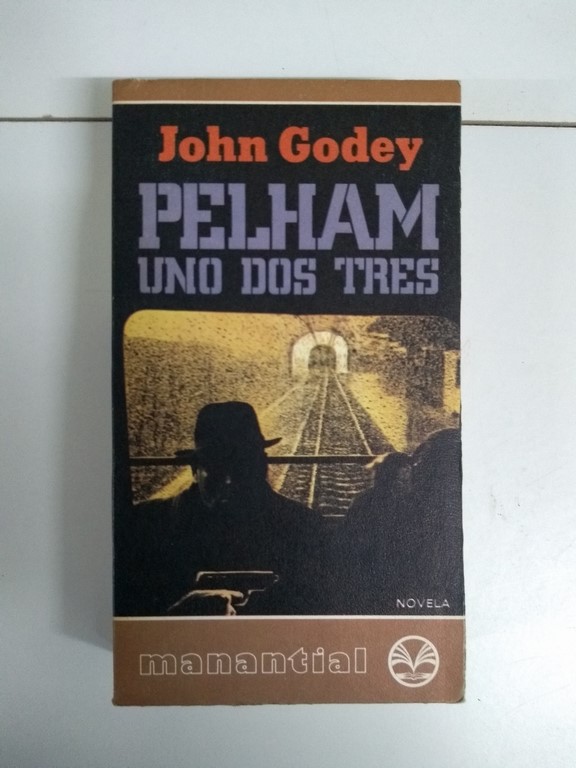 John Godey
PELHAM
UNO DOS TRES
NOVELA
manantial